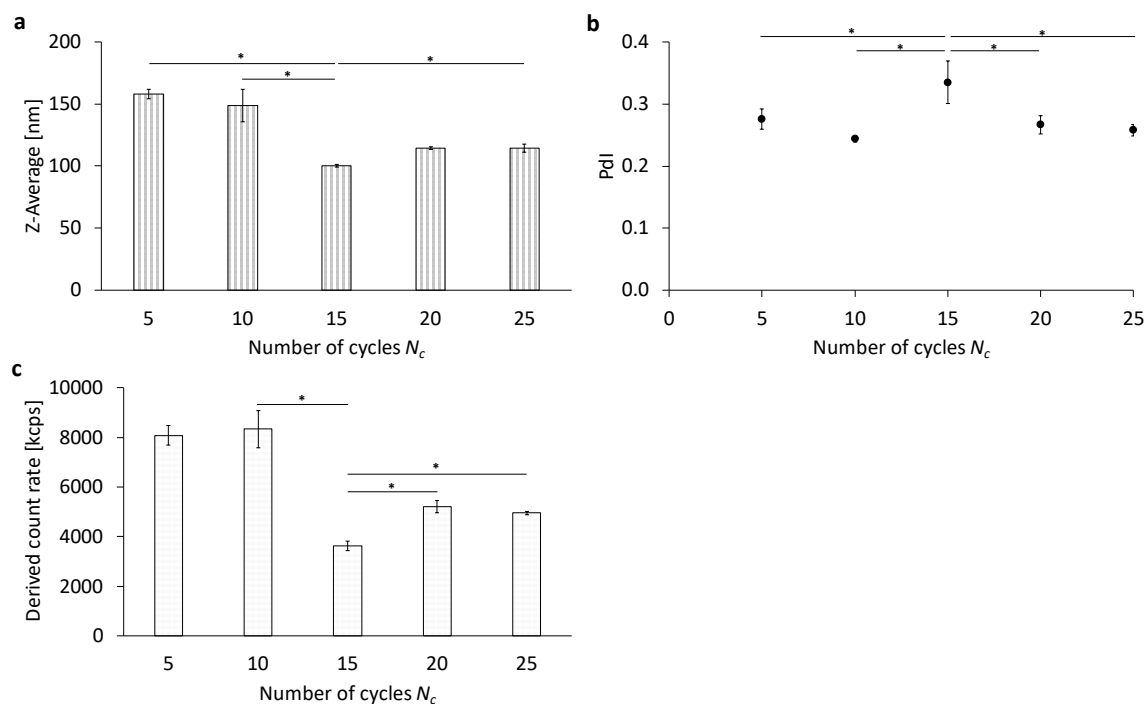 a
200
150
100
50
0
Z-Average [nm]
* * *
5 10 15 20 25
Number of cycles N_c
b
0.4
0.3
0.2
0.1
0.0
PdI
* * * *
0 5 10 15 20 25
Number of cycles N_c
c
10000
8000
6000
4000
2000
0
Derived count rate [kcps]
* * *
5 10 15 20 25
Number of cycles N_c